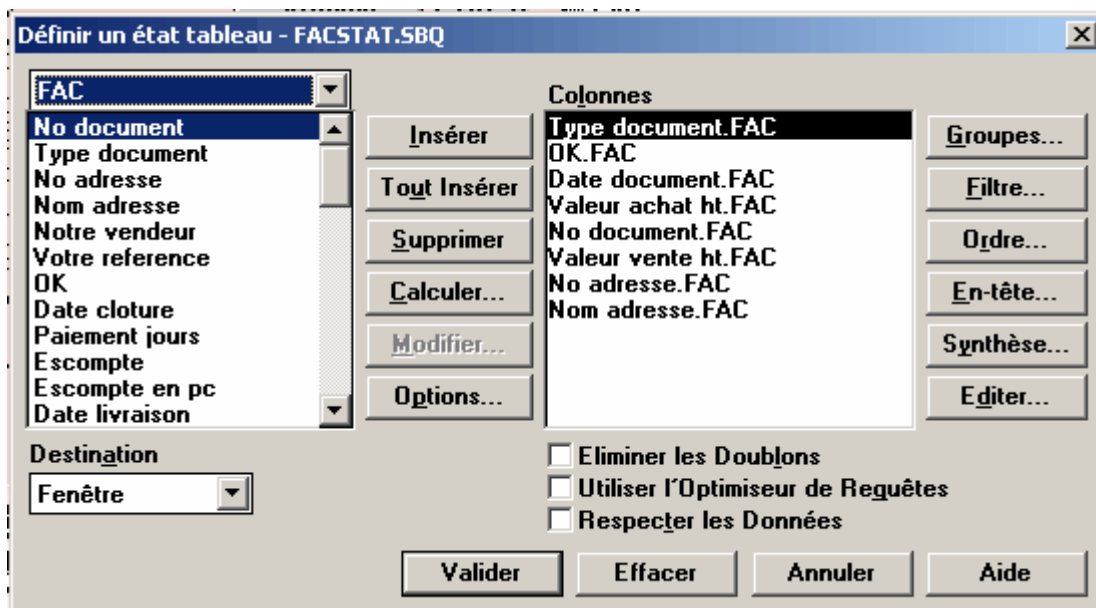 Définir un état tableau - FACSTAT.SBQ
FAC
No document
Type document
No adresse
Nom adresse
Notre vendeur
Votre reference
OK
Date cloture
Paiement jours
Escompte
Escompte en pc
Date livraison
Insérer
Tout Insérer
Supprimer
Calculer...
Modifier...
Options...
Colonnes
Type document.FAC
OK.FAC
Date document.FAC
Valeur achat ht.FAC
No document.FAC
Valeur vente ht.FAC
No adresse.FAC
Nom adresse.FAC
Groupes...
Filtre...
Ordre...
En-tête...
Synthèse...
Editer...
Destination
Fenêtre
Eliminer les Doublons
Utiliser l'Optimiseur de Requêtes
Respecter les Données
Valider
Effacer
Annuler
Aide